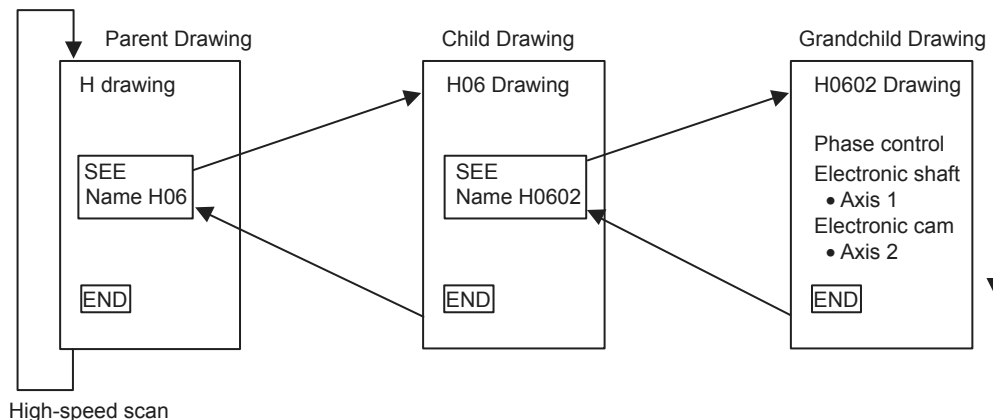 Parent Drawing
H drawing
SEE
Name H06
END
High-speed scan
Child Drawing
H06 Drawing
SEE
Name H0602
END
Grandchild Drawing
H0602 Drawing
Phase control
Electronic shaft
• Axis 1
Electronic cam
• Axis 2
END